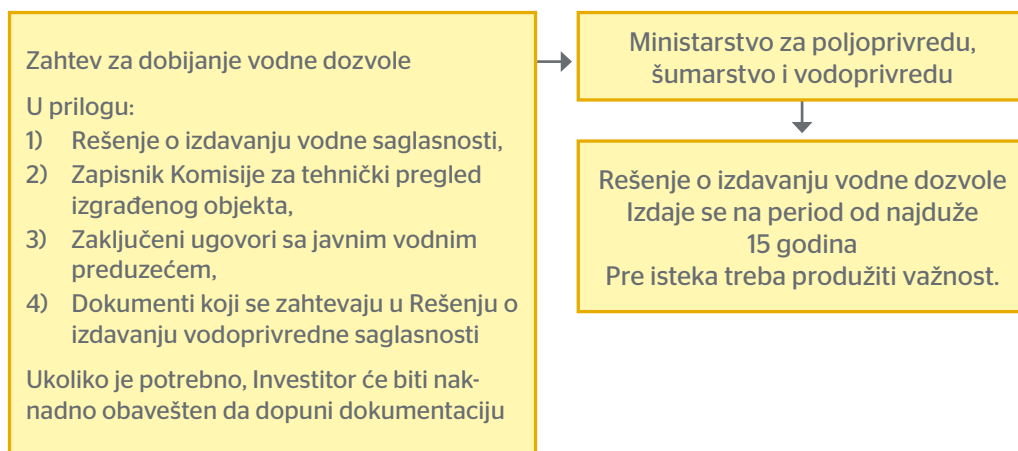 Zahtev za dobijanje vodne dozvole
U prilogu:
1) Rešenje o izdavanju vodne saglasnosti,
2) Zapisnik Komisije za tehnički pregled
izgrađenog objekta,
3) Zaključeni ugovori sa javnim vodnim
preduzećem,
4) Dokumenti koji se zahtevaju u Rešenju o
izdavanju vodoprivredne saglasnosti
Ukoliko je potrebno, Investitor će biti nak-
nadno obavešten da dopuni dokumentaciju
Ministarstvo za poljoprivredu,
šumarstvo i vodoprivredu
Rešenje o izdavanju vodne dozvole
Izdaje se na period od najduže
15 godina
Pre isteka treba produžiti važnost.